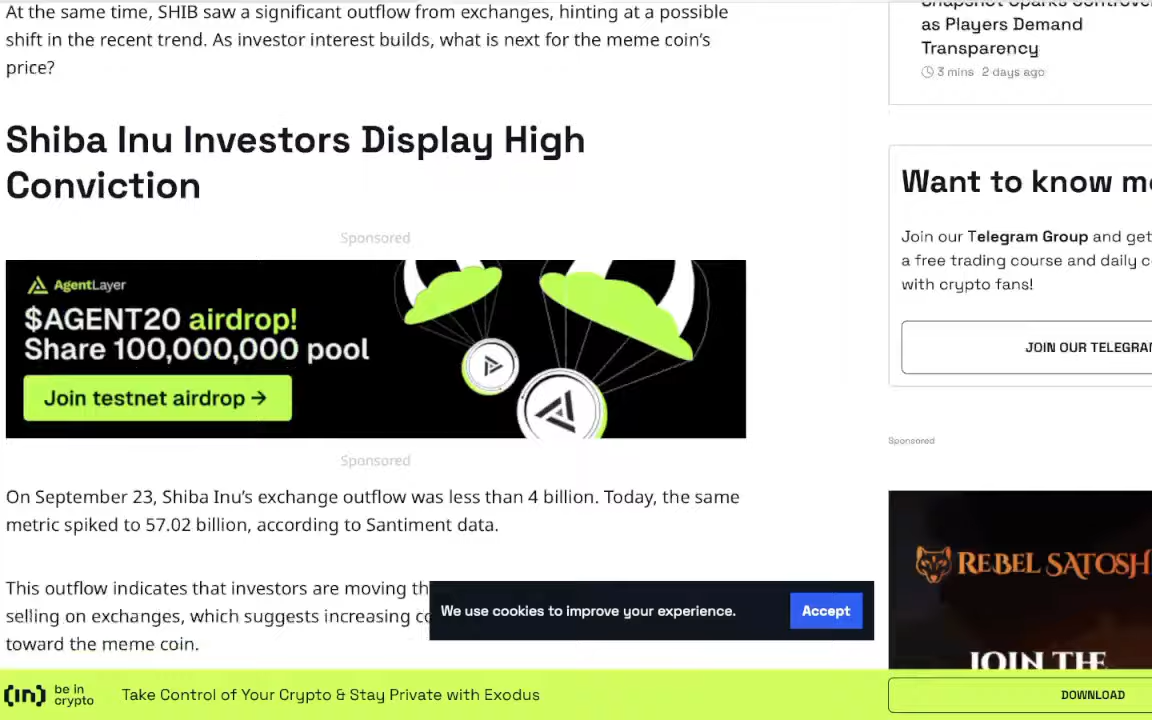 At the same time, SHIB saw a significant outflow from exchanges, hinting at a possible
shift in the recent trend. As investor interest builds, what is next for the meme coin’s
price?
Shiba Inu Investors Display High
Conviction
Sponsored
AgentLayer
$AGENT20 airdrop!
Share 100,000,000 pool
Join testnet airdrop →
Sponsored
On September 23, Shiba Inu’s exchange outflow was less than 4 billion. Today, the same
metric spiked to 57.02 billion, according to Santiment data.
This outflow indicates that investors are moving th
selling on exchanges, which suggests increasing co
toward the meme coin.
We use cookies to improve your experience.
Accept
(in) be in
crypto
Take Control of Your Crypto & Stay Private with Exodus
DOWNLOAD
as Players Demand
Transparency
3 mins 2 days ago
Want to know m
Join our Telegram Group and get
a free trading course and daily c
with crypto fans!
JOIN OUR TELEGRA
Sponsored
REBEL SATOSH
JOIN THE